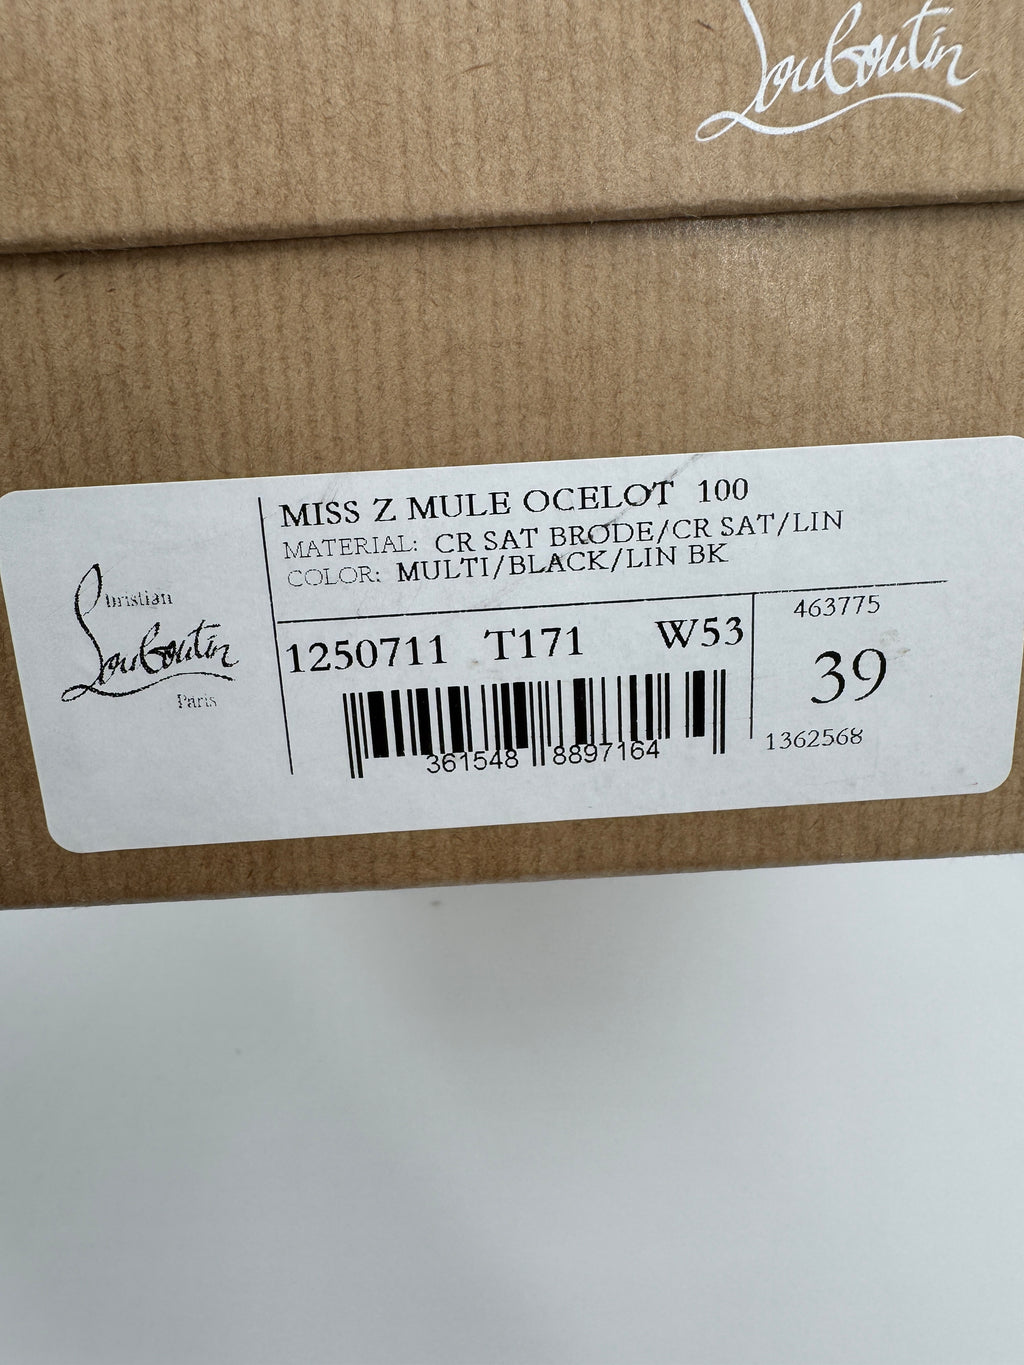 Louboutin
MISS Z MULE OCELOT 100
MATERIAL: CR SAT BRODE/CR SAT/LIN
COLOR: MULTI/BLACK/LIN BK
Christian
Louboutin
Paris
1250711 T171 W53
463775
39
1362568
361548 8897164